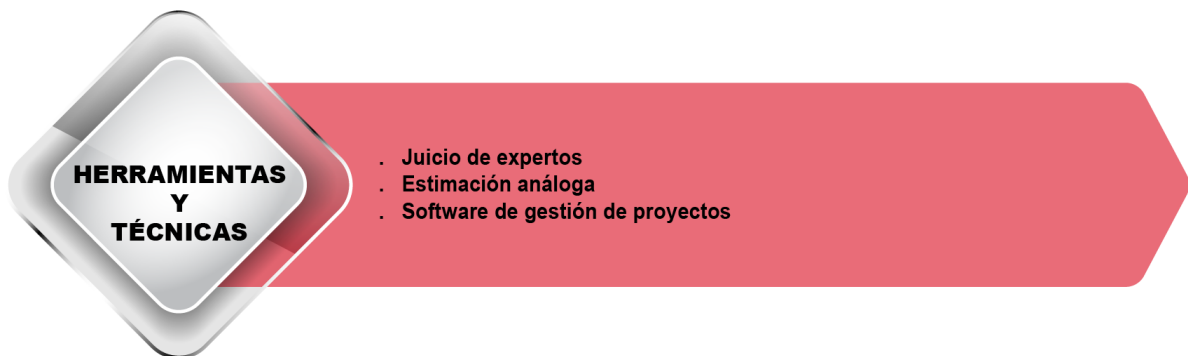 HERRAMIENTAS
Y
TÉCNICAS
. Juicio de expertos
. Estimación análoga
. Software de gestión de proyectos